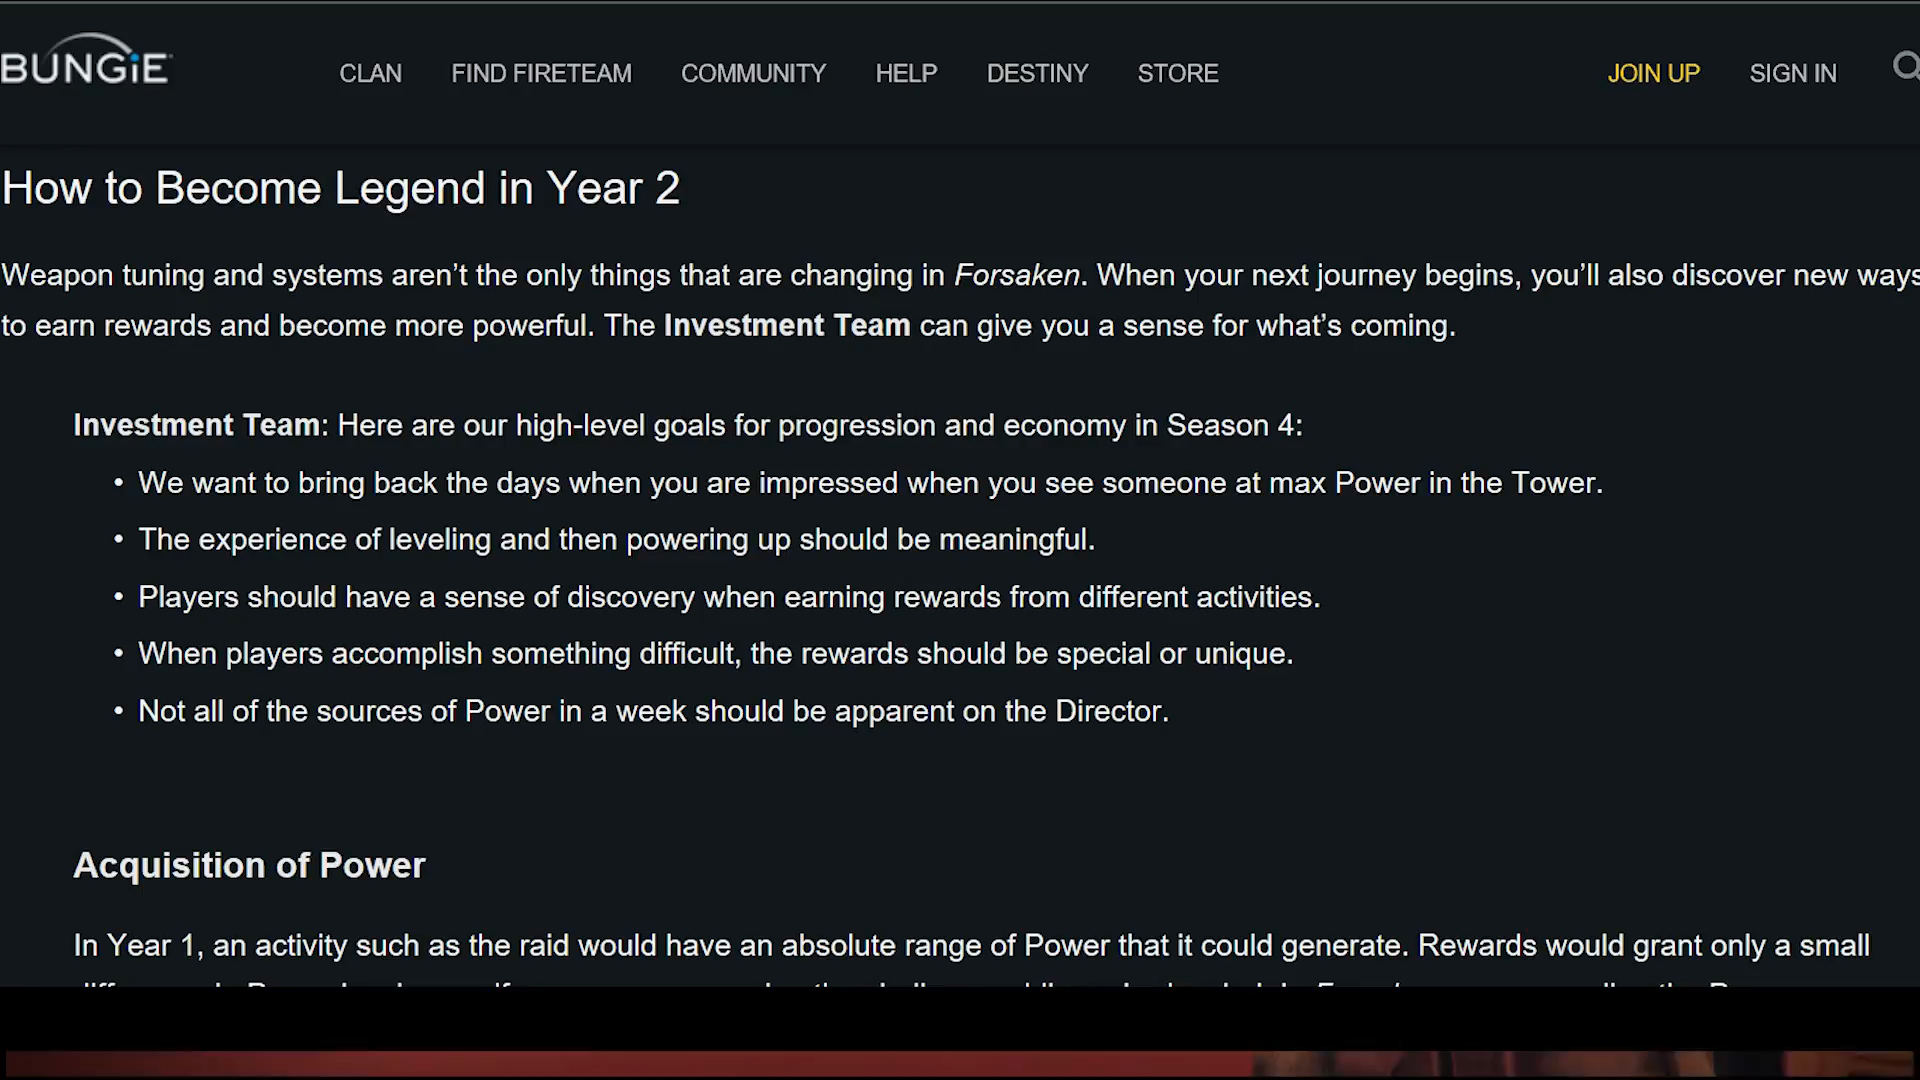 BUNGiE
CLAN FIND FIRETEAM COMMUNITY HELP DESTINY STORE JOIN UP SIGN IN
How to Become Legend in Year 2
Weapon tuning and systems aren’t the only things that are changing in Forsaken. When your next journey begins, you’ll also discover new ways
to earn rewards and become more powerful. The Investment Team can give you a sense for what’s coming.
Investment Team: Here are our high-level goals for progression and economy in Season 4:
• We want to bring back the days when you are impressed when you see someone at max Power in the Tower.
• The experience of leveling and then powering up should be meaningful.
• Players should have a sense of discovery when earning rewards from different activities.
• When players accomplish something difficult, the rewards should be special or unique.
• Not all of the sources of Power in a week should be apparent on the Director.
Acquisition of Power
In Year 1, an activity such as the raid would have an absolute range of Power that it could generate. Rewards would grant only a small